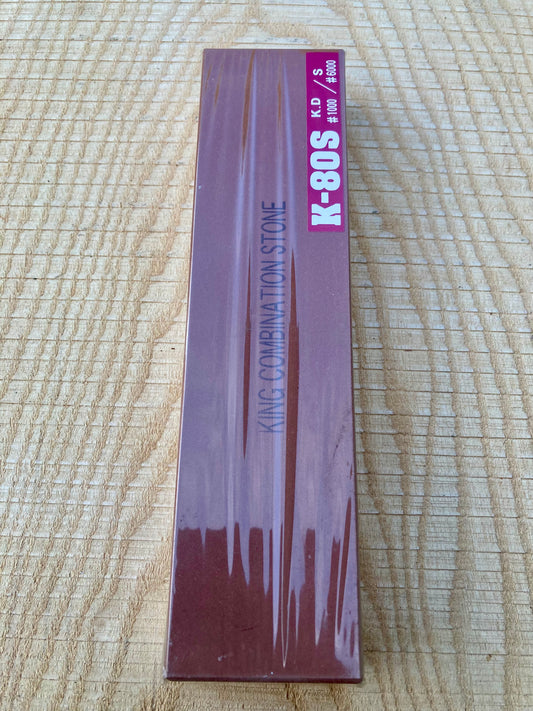 K-80S
K.D / S
#1000 / #6000
KING COMBINATION STONE